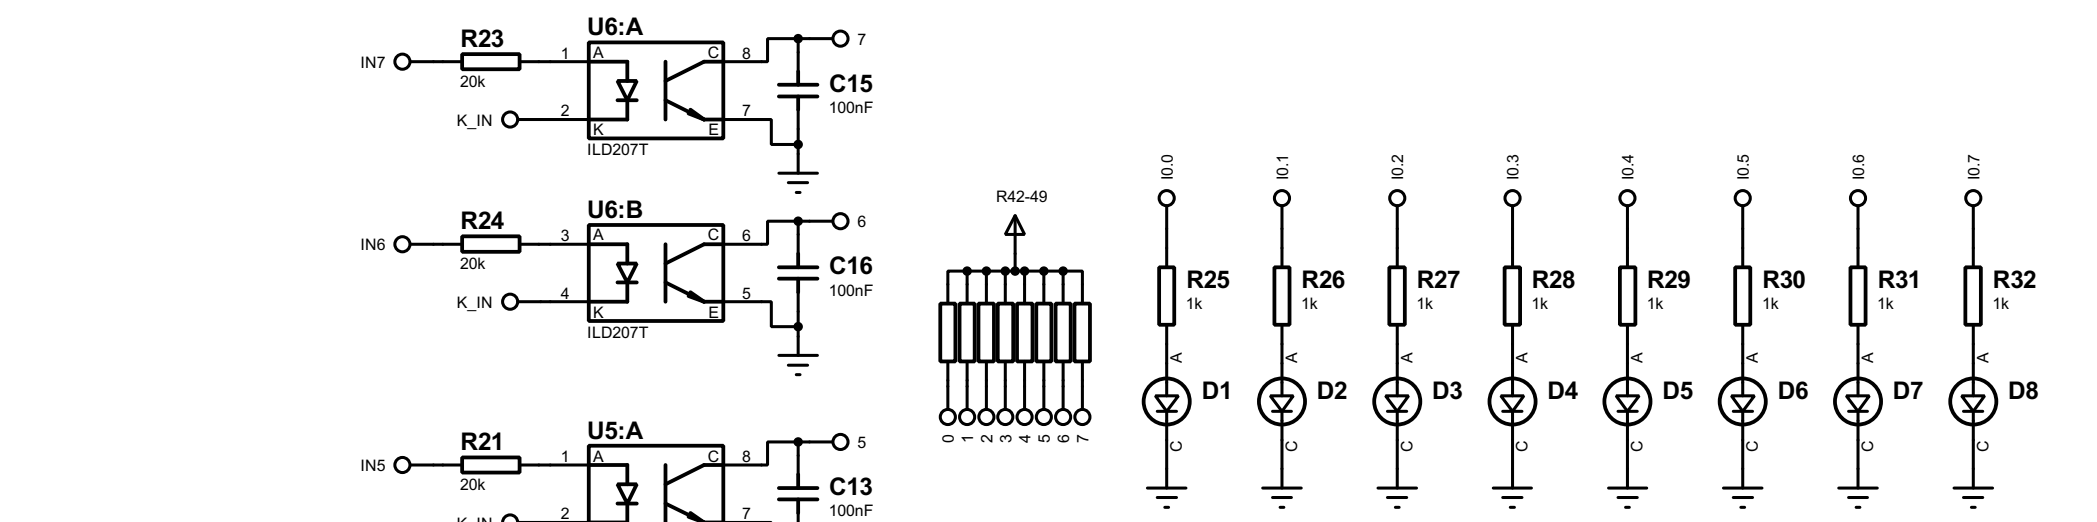 U6:A
R23
7
1
A
C
8
IN7
20k
C15
100nF
2
7
K_IN
K
E
ILD207T
U6:B
R24
6
3
A
C
6
IN6
20k
C16
100nF
4
5
K_IN
K
E
ILD207T
U5:A
R21
5
1
A
C
8
IN5
20k
C13
100nF
2
7
K_IN
R42-49
0
1
2
3
4
5
6
7
I0.0
I0.1
I0.2
I0.3
I0.4
I0.5
I0.6
I0.7
R25
1k
R26
1k
R27
1k
R28
1k
R29
1k
R30
1k
R31
1k
R32
1k
A
A
A
A
A
A
A
A
D1
D2
D3
D4
D5
D6
D7
D8
C
C
C
C
C
C
C
C